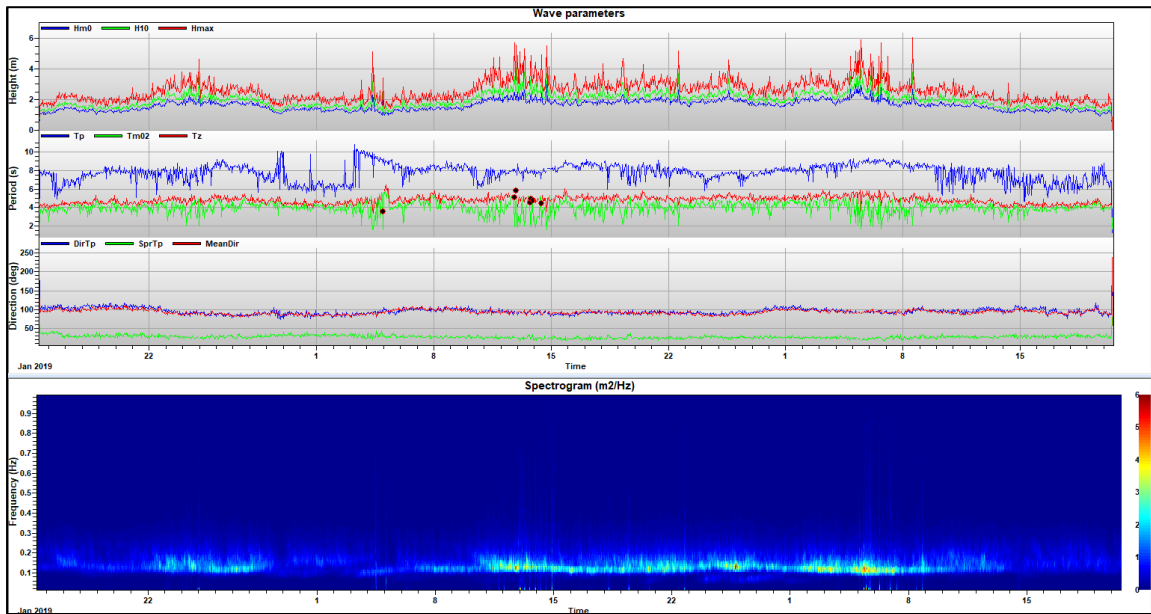 Wave parameters
Hm0 H10 Hmax
Height (m)
6
4
2
0
Tp Tm02 Tz
Period (s)
10
8
6
4
2
DirTp SprTp MeanDir
Direction (deg)
250
200
150
100
50
22 1 8 15 22 1 8 15
Jan 2019 Time
Spectrogram (m2/Hz)
Frequency (Hz)
0.9
0.8
0.7
0.6
0.5
0.4
0.3
0.2
0.1
6
5
4
3
2
1
0
22 1 8 15 22 1 8 15
Jan 2019 Time